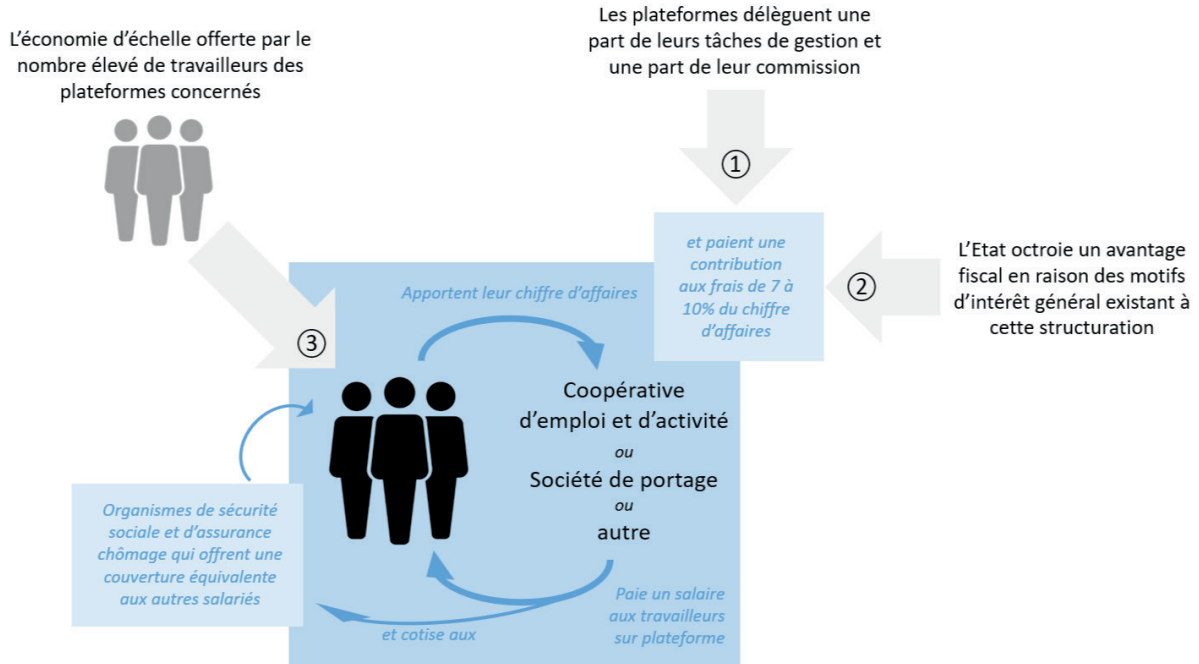 L’économie d’échelle offerte par le
nombre élevé de travailleurs des
plateformes concernés
Les plateformes délèguent une
part de leurs tâches de gestion et
une part de leur commission
①
et paient une
contribution
aux frais de 7 à
10% du chiffre
d’affaires
②
L’Etat octroie un avantage
fiscal en raison des motifs
d’intérêt général existant à
cette structuration
③
Apportent leur chiffre d’affaires
Coopérative
d’emploi et d’activité
ou
Société de portage
ou
autre
Organismes de sécurité
sociale et d’assurance
chômage qui offrent une
couverture équivalente
aux autres salariés
Paie un salaire
aux travailleurs
sur plateforme
et cotise aux